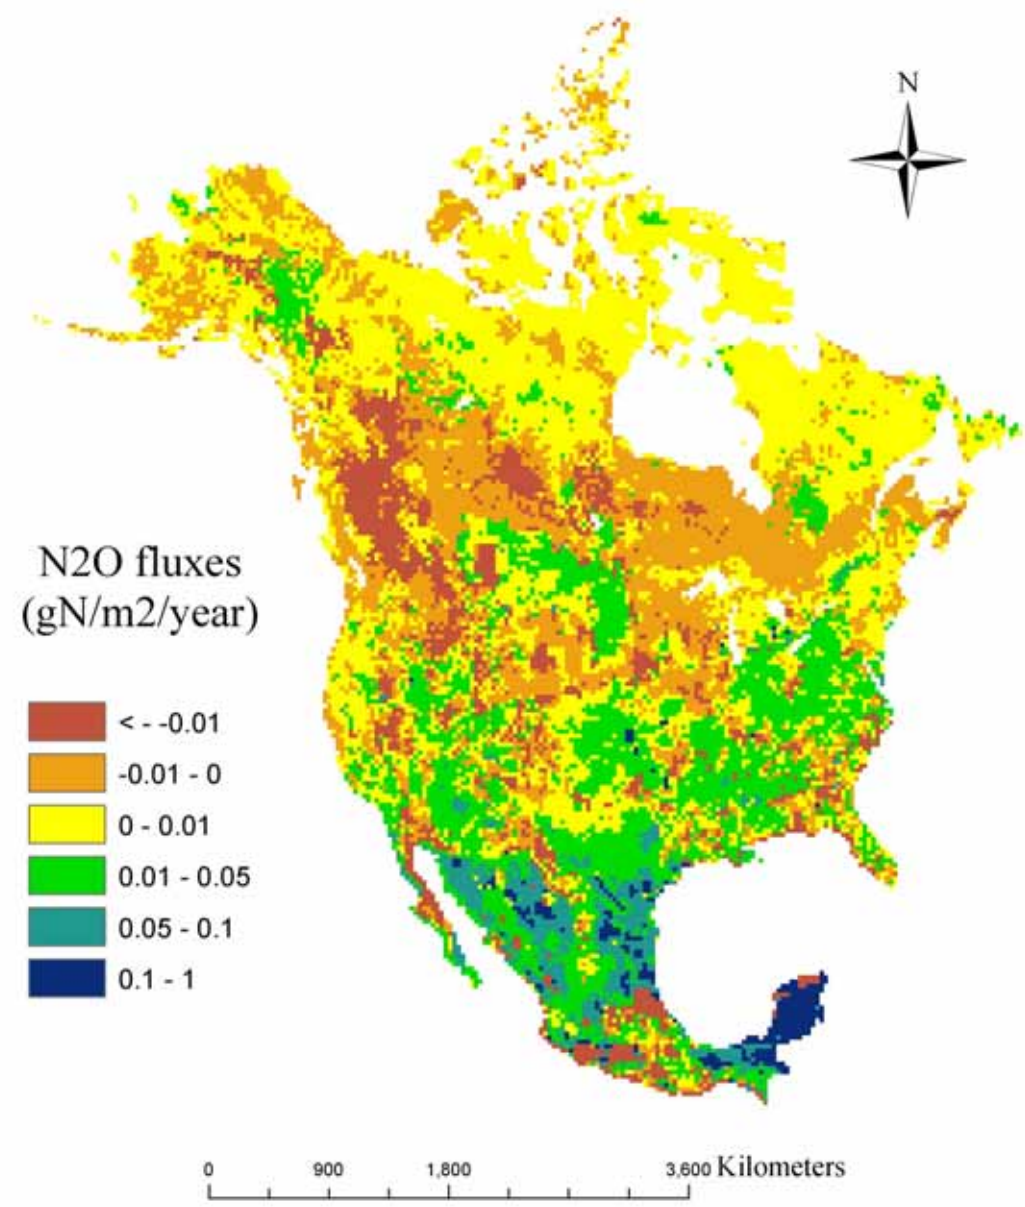 N
N2O fluxes
(gN/m2/year)
< - -0.01
-0.01 - 0
0 - 0.01
0.01 - 0.05
0.05 - 0.1
0.1 - 1
0 900 1,800 3,600 Kilometers